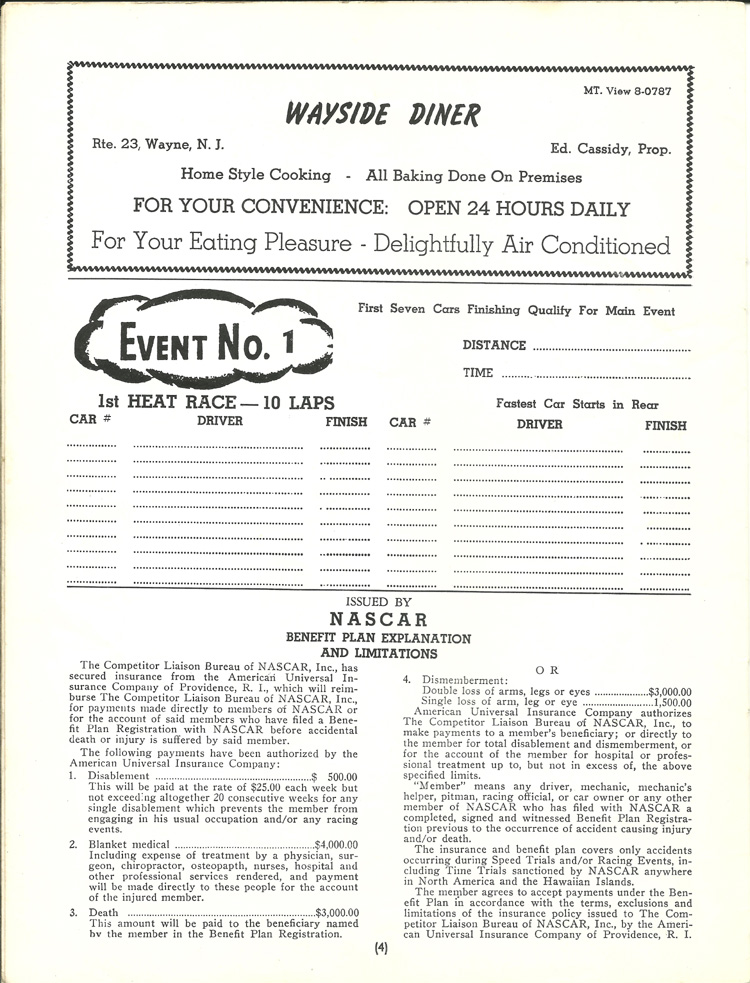 MT. View 8-0787
WAYSIDE DINER
Rte. 23, Wayne, N. J.
Ed. Cassidy, Prop.
Home Style Cooking - All Baking Done On Premises
FOR YOUR CONVENIENCE: OPEN 24 HOURS DAILY
For Your Eating Pleasure - Delightfully Air Conditioned
EVENT NO. 1
First Seven Cars Finishing Qualify For Main Event
DISTANCE
TIME
1st HEAT RACE — 10 LAPS
Fastest Car Starts in Rear
CAR # DRIVER FINISH CAR # DRIVER FINISH
ISSUED BY
NASCAR
BENEFIT PLAN EXPLANATION
AND LIMITATIONS
The Competitor Liaison Bureau of NASCAR, Inc., has
secured insurance from the American Universal In-
surance Company of Providence, R. I., which will reim-
burse The Competitor Liaison Bureau of NASCAR, Inc.,
for payments made directly to members of NASCAR or
for the account of said members who have filed a Bene-
fit Plan Registration with NASCAR before accidental
death or injury is suffered by said member.
The following payments have been authorized by the
American Universal Insurance Company:
1. Disablement ........................................$ 500.00
This will be paid at the rate of $25.00 each week but
not exceeding altogether 20 consecutive weeks for any
single disablement which prevents the member from
engaging in his usual occupation and/or any racing
events.
2. Blanket medical ...................................$4,000.00
Including expense of treatment by a physician, sur-
geon, chiropractor, osteopapth, nurses, hospital and
other professional services rendered, and payment
will be made directly to these people for the account
of the injured member.
3. Death ................................................$3,000.00
This amount will be paid to the beneficiary named
by the member in the Benefit Plan Registration.
O R
4. Dismemberment:
Double loss of arms, legs or eyes ....................$3,000.00
Single loss of arm, leg or eye ..........................1,500.00
American Universal Insurance Company authorizes
The Competitor Liaison Bureau of NASCAR, Inc., to
make payments to a member's beneficiary; or directly to
the member for total disablement and dismemberment, or
for the account of the member for hospital or profes-
sional treatment up to, but not in excess of, the above
specified limits.
"Member" means any driver, mechanic, mechanic's
helper, pitman, racing official, or car owner or any other
member of NASCAR who has filed with NASCAR a
completed, signed and witnessed Benefit Plan Registra-
tion previous to the occurrence of accident causing injury
and/or death.
The insurance and benefit plan covers only accidents
occurring during Speed Trials and/or Racing Events, in-
cluding Time Trials sanctioned by NASCAR anywhere
in North America and the Hawaiian Islands.
The member agrees to accept payments under the Ben-
efit Plan in accordance with the terms, exclusions and
limitations of the insurance policy issued to The Com-
petitor Liaison Bureau of NASCAR, Inc., by the Ameri-
can Universal Insurance Company of Providence, R. I.
(4)